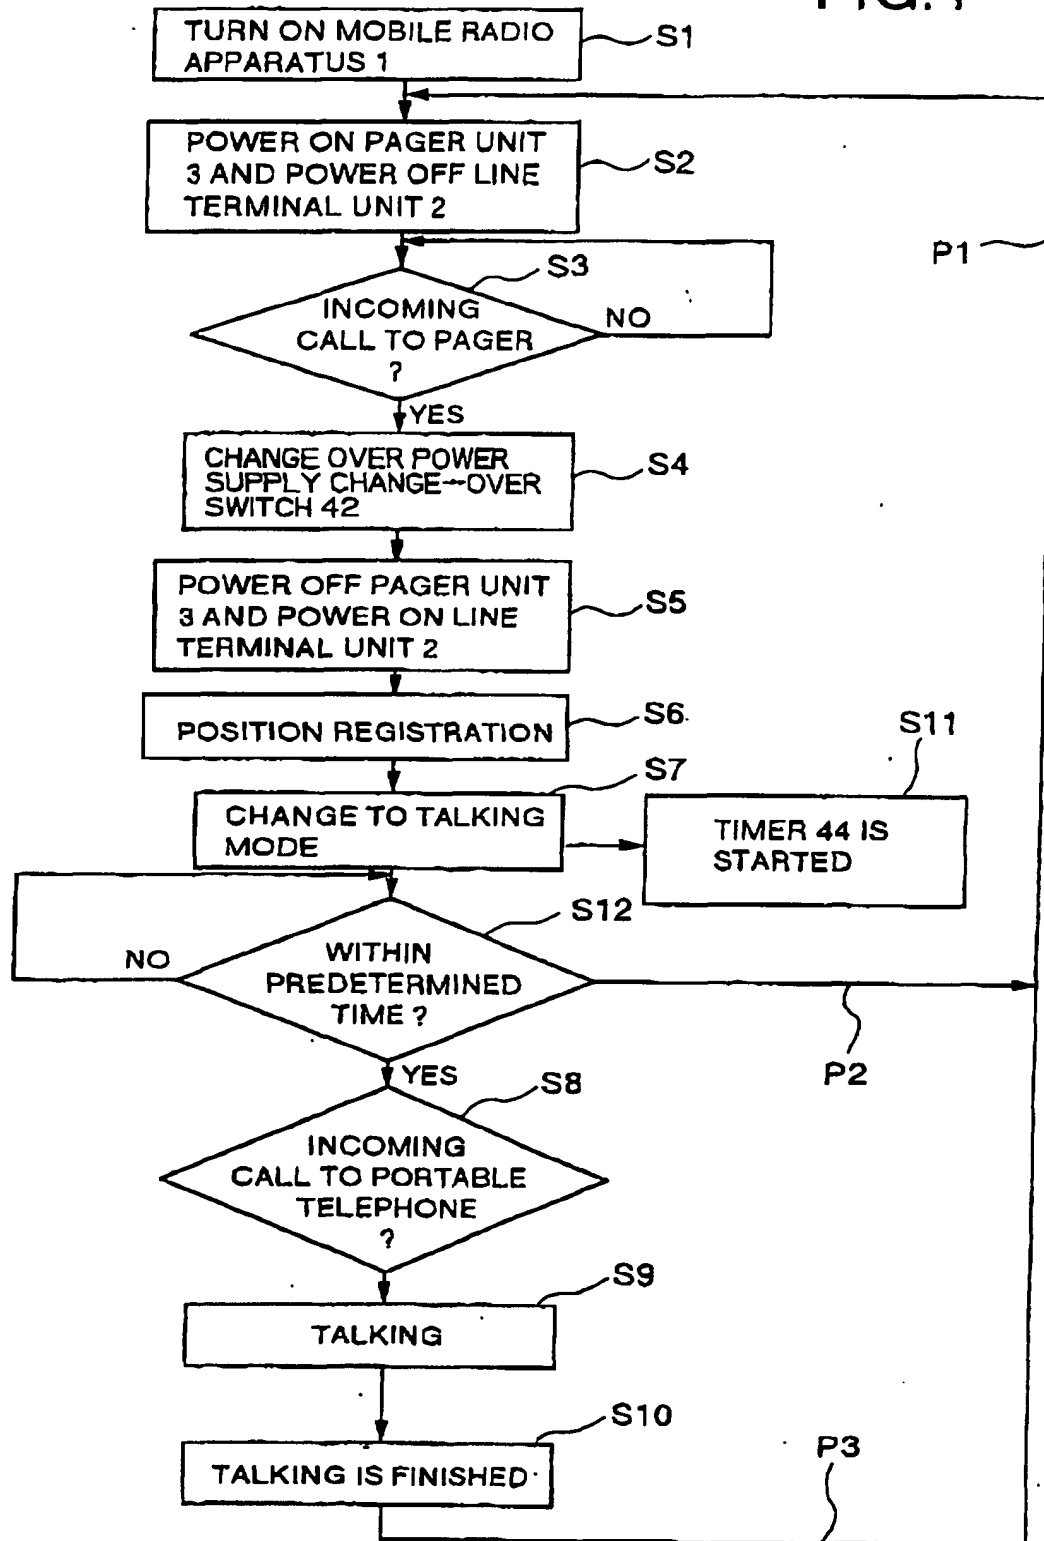 TURN ON MOBILE RADIO
APPARATUS 1
S1
POWER ON PAGER UNIT
3 AND POWER OFF LINE
TERMINAL UNIT 2
S2
P1
S3
INCOMING
CALL TO PAGER
?
NO
YES
CHANGE OVER POWER
SUPPLY CHANGE-OVER
SWITCH 42
S4
POWER OFF PAGER UNIT
3 AND POWER ON LINE
TERMINAL UNIT 2
S5
POSITION REGISTRATION
S6
S7
CHANGE TO TALKING
MODE
S11
TIMER 44 IS
STARTED
S12
WITHIN
PREDETERMINED
TIME ?
NO
P2
YES
S8
INCOMING
CALL TO PORTABLE
TELEPHONE
?
S9
TALKING
S10
TALKING IS FINISHED
P3